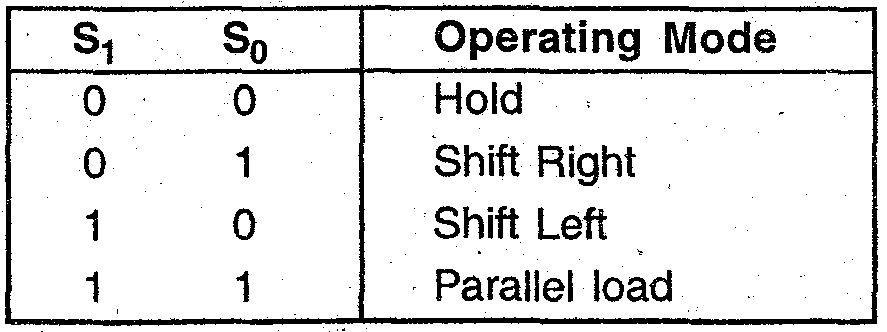 S1 S0 Operating Mode
0 0 Hold
0 1 Shift Right
1 0 Shift Left
1 1 Parallel load